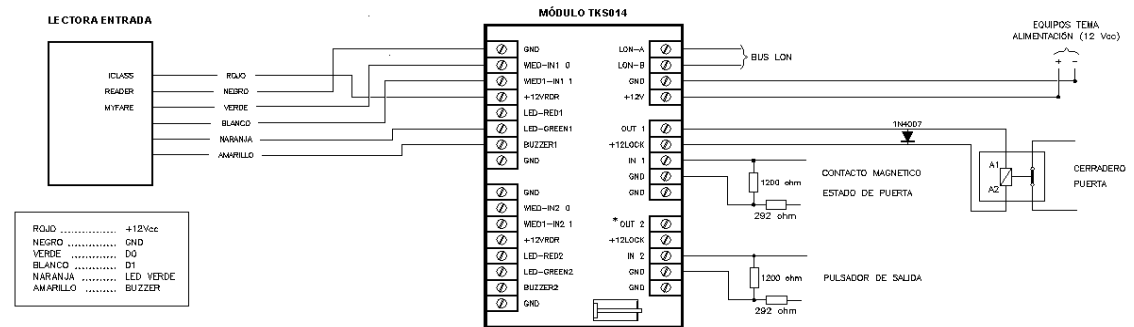 LECTORA ENTRADA
ICLASS
READER
MYFARE
ROJO
NEGRO
VERDE
BLANCO
NARANJA
AMARILLO
ROJO .............. +12Vcc
NEGRO ............ GND
VERDE ............ D0
BLANCO .......... D1
NARANJA ........ LED VERDE
AMARILLO ........ BUZZER
MÓDULO TKS014
GND
WIED-IN1 0
WIED1-IN1 1
+12VRDR
LED-RED1
LED-GREEN1
BUZZER1
GND
GND
WIED-IN2 0
WIED1-IN2 1
+12VRDR
LED-RED2
LED-GREEN2
BUZZER2
GND
LON-A
LON-B
GND
+12V
OUT 1
+12LOCK
IN 1
GND
GND
*OUT 2
+12LOCK
IN 2
GND
GND
BUS LON
EQUIPOS TEMA
ALIMENTACIÓN (12 Vcc)
+ -
1N4007
A1
A2
CERRADERO
PUERTA
1200 ohm
292 ohm
CONTACTO MAGNETICO
ESTADO DE PUERTA
1200 ohm
292 ohm
PULSADOR DE SALIDA